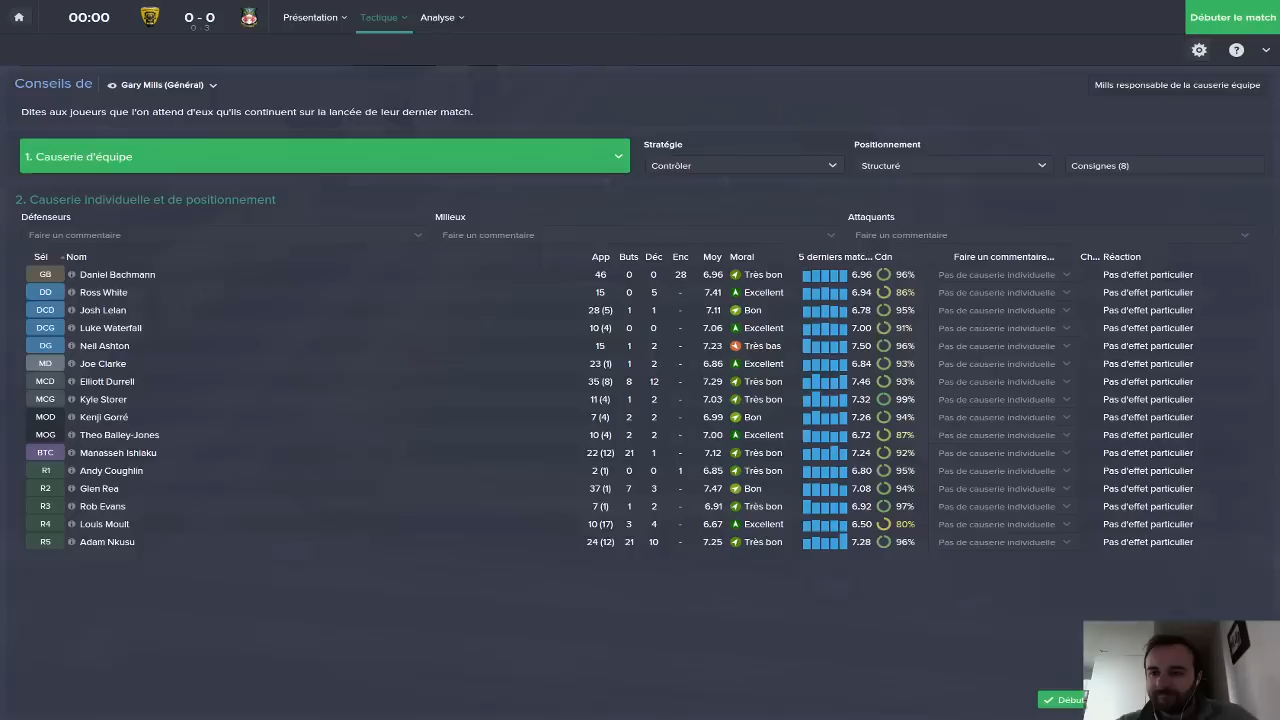 00:00 0 - 0 Présentation Tactique Analyse Débuter le match
0 - 3
Conseils de Gary Mills (Général) Mills responsable de la causerie équipe
Dites aux joueurs que l'on attend d'eux qu'ils continuent sur la lancée de leur dernier match.
1. Causerie d'équipe
Stratégie Positionnement
Contrôler Structuré Consignes (8)
2. Causerie individuelle et de positionnement
Défenseurs Milieux Attaquants
Faire un commentaire Faire un commentaire Faire un commentaire
Sél Nom App Buts Déc Enc Moy Moral 5 derniers matc... Cdn Faire un commentaire... Ch... Réaction
GB Daniel Bachmann 46 0 0 28 6.96 Très bon 6.96 96% Pas de causerie individuelle Pas d'effet particulier
DD Ross White 15 0 5 - 7.41 Excellent 6.94 86% Pas de causerie individuelle Pas d'effet particulier
DCD Josh Lelan 28 (5) 1 1 - 7.11 Bon 6.78 95% Pas de causerie individuelle Pas d'effet particulier
DCG Luke Waterfall 10 (4) 0 0 - 7.06 Excellent 7.00 91% Pas de causerie individuelle Pas d'effet particulier
DG Neil Ashton 15 1 2 - 7.23 Très bas 7.50 96% Pas de causerie individuelle Pas d'effet particulier
MD Joe Clarke 23 (1) 1 2 - 6.86 Excellent 6.84 93% Pas de causerie individuelle Pas d'effet particulier
MCD Elliott Durrell 35 (8) 8 12 - 7.29 Très bon 7.46 93% Pas de causerie individuelle Pas d'effet particulier
MCG Kyle Storer 11 (4) 1 2 - 7.03 Très bon 7.32 99% Pas de causerie individuelle Pas d'effet particulier
MOD Kenji Gorré 7 (4) 2 2 - 6.99 Bon 7.26 94% Pas de causerie individuelle Pas d'effet particulier
MOG Theo Bailey-Jones 10 (4) 2 2 - 7.00 Excellent 6.72 87% Pas de causerie individuelle Pas d'effet particulier
BTC Manasseh Ishiaku 22 (12) 21 1 - 7.12 Très bon 7.24 92% Pas de causerie individuelle Pas d'effet particulier
R1 Andy Coughlin 2 (1) 0 0 1 6.85 Très bon 6.80 95% Pas de causerie individuelle Pas d'effet particulier
R2 Glen Rea 37 (1) 7 3 - 7.47 Bon 7.08 94% Pas de causerie individuelle Pas d'effet particulier
R3 Rob Evans 7 (1) 1 2 - 6.91 Très bon 6.92 97% Pas de causerie individuelle Pas d'effet particulier
R4 Louis Moult 10 (17) 3 4 - 6.67 Excellent 6.50 80% Pas de causerie individuelle Pas d'effet particulier
R5 Adam Nkusu 24 (12) 21 10 - 7.25 Très bon 7.28 96% Pas de causerie individuelle Pas d'effet particulier
Début